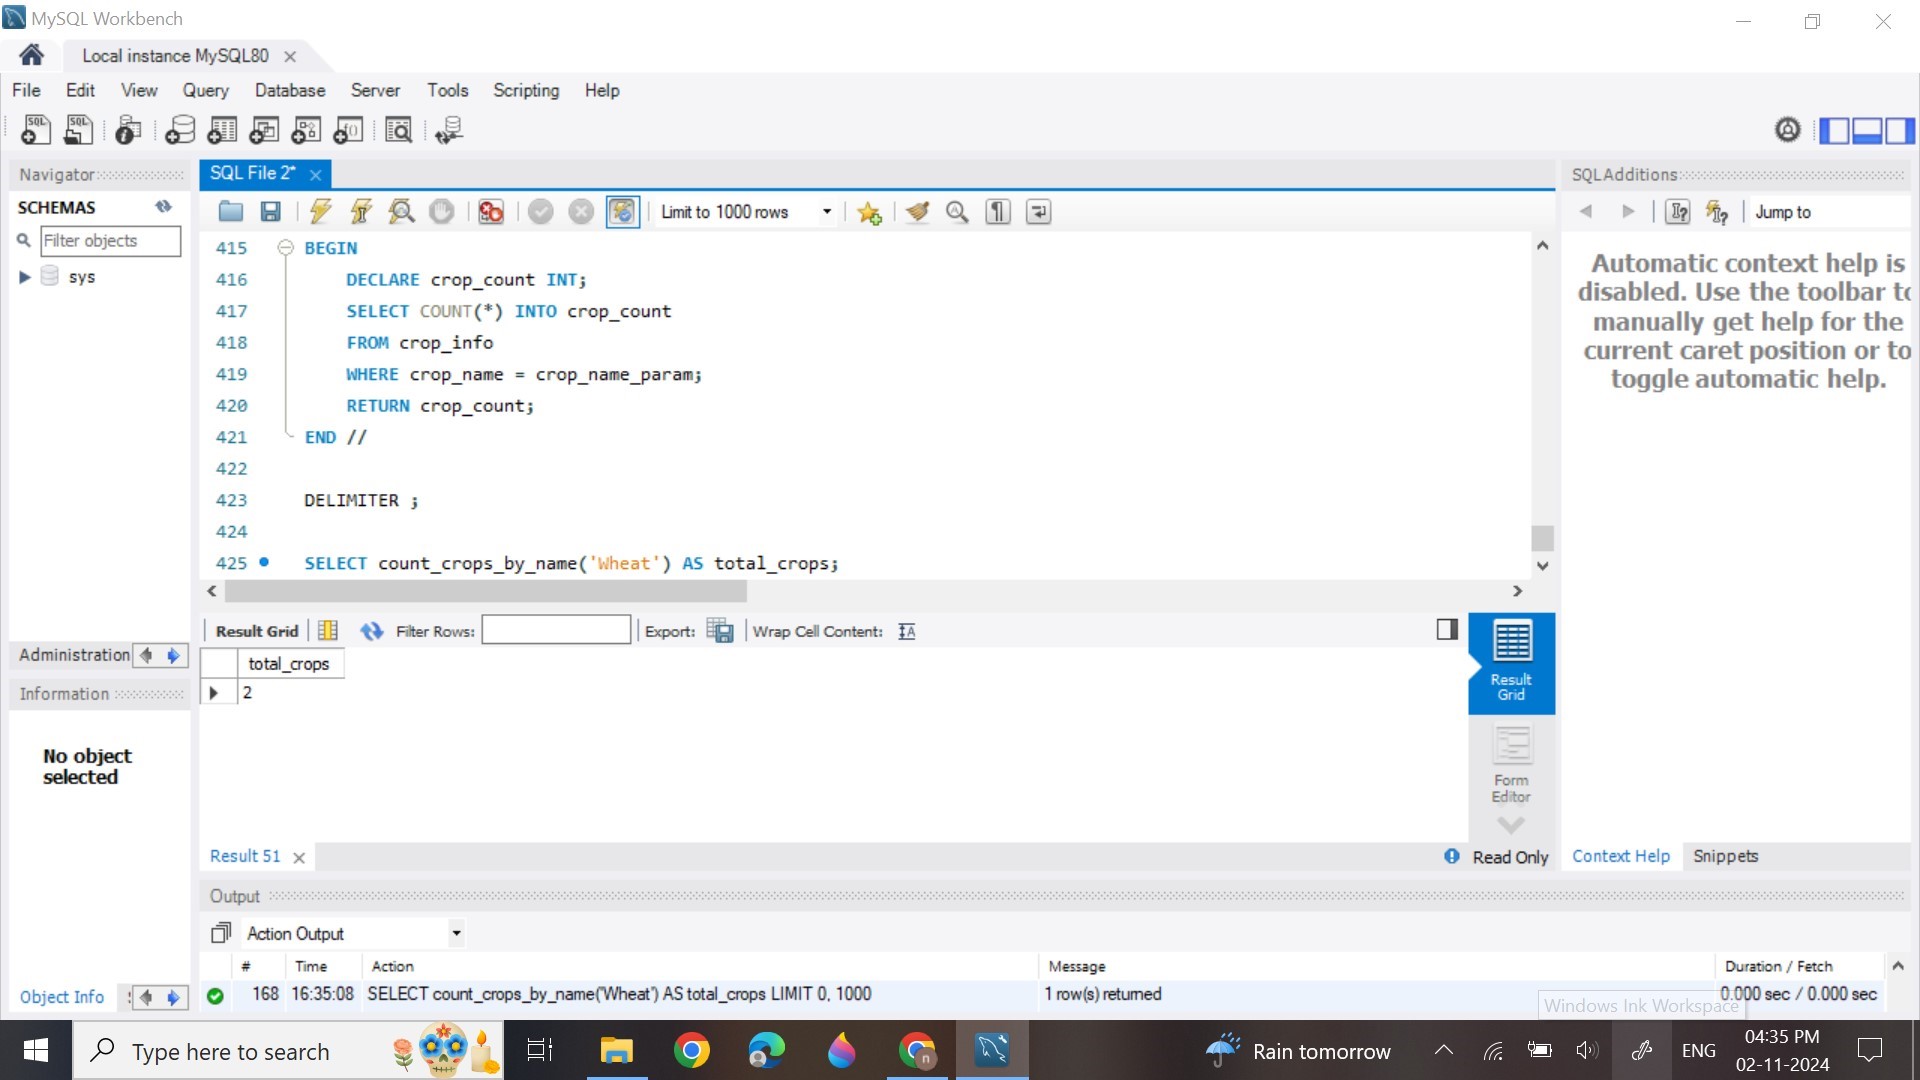 MySQL Workbench
Local instance MySQL80
File Edit View Query Database Server Tools Scripting Help
Navigator
SCHEMAS
Filter objects
sys
Administration
Information
No object
selected
Object Info
SQL File 2*
Limit to 1000 rows
415 BEGIN
416 DECLARE crop_count INT;
417 SELECT COUNT(*) INTO crop_count
418 FROM crop_info
419 WHERE crop_name = crop_name_param;
420 RETURN crop_count;
421 END //
422
423 DELIMITER ;
424
425 SELECT count_crops_by_name('Wheat') AS total_crops;
Result Grid Filter Rows: Export: Wrap Cell Content:
total_crops
2
Result
Grid
Form
Editor
Result 51
Read Only
SQLAdditions
Jump to
Automatic context help is
disabled. Use the toolbar to
manually get help for the
current caret position or to
toggle automatic help.
Context Help Snippets
Output
Action Output
# Time Action Message Duration / Fetch
168 16:35:08 SELECT count_crops_by_name('Wheat') AS total_crops LIMIT 0, 1000 1 row(s) returned 0.000 sec / 0.000 sec
Windows Ink Workspace
Type here to search
n
Rain tomorrow
ENG
04:35 PM
02-11-2024